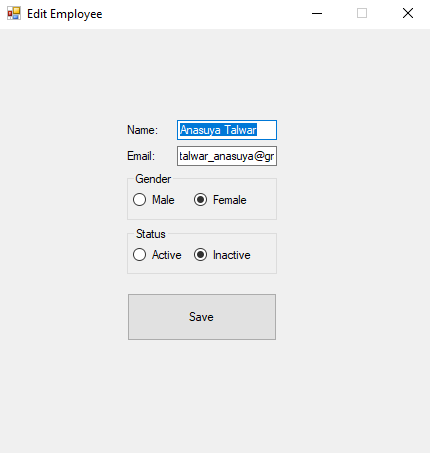 Edit Employee
Name: Anasuya Talwar
Email: talwar_anasuya@gr
Gender
Male Female
Status
Active Inactive
Save